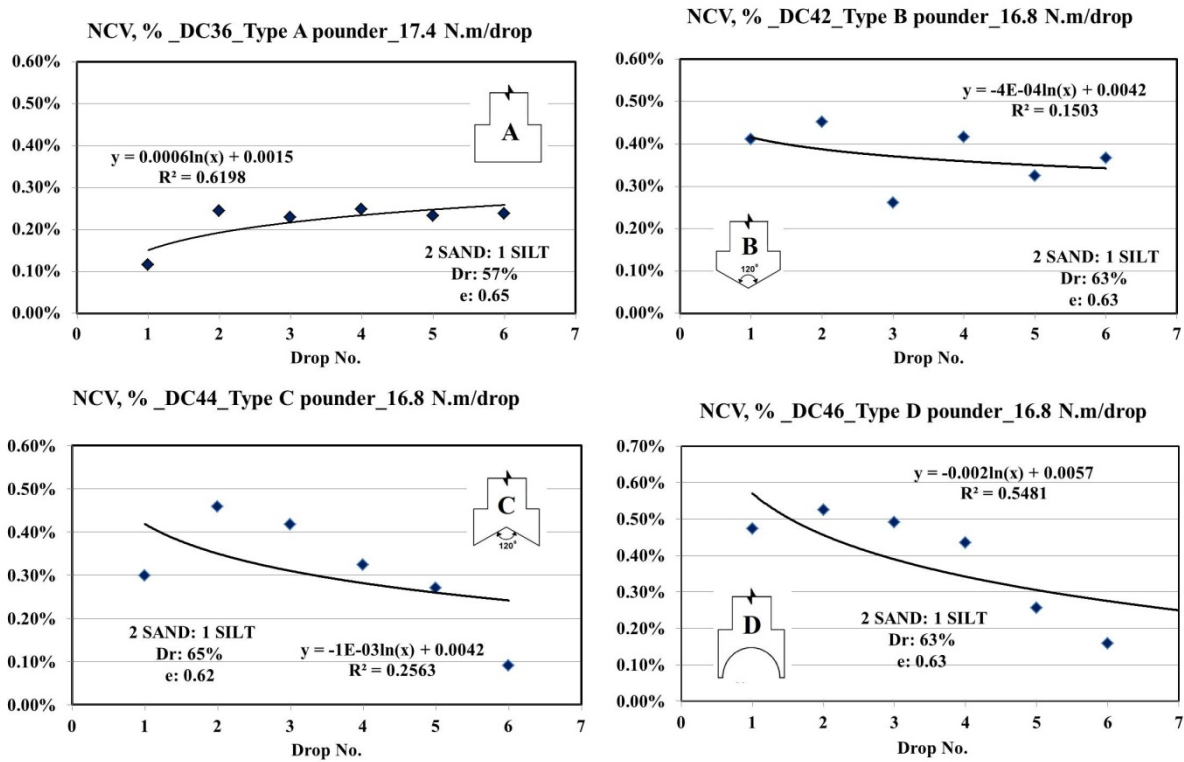 NCV, % _DC36_Type A pounder_17.4 N.m/drop
0.60%
0.50%
0.40%
0.30%
0.20%
0.10%
0.00%
A
y = 0.0006ln(x) + 0.0015
R² = 0.6198
2 SAND: 1 SILT
Dr: 57%
e: 0.65
0 1 2 3 4 5 6 7
Drop No.
NCV, % _DC42_Type B pounder_16.8 N.m/drop
0.60%
0.50%
0.40%
0.30%
0.20%
0.10%
0.00%
y = -4E-04ln(x) + 0.0042
R² = 0.1503
B
120°
2 SAND: 1 SILT
Dr: 63%
e: 0.63
0 1 2 3 4 5 6 7
Drop No.
NCV, % _DC44_Type C pounder_16.8 N.m/drop
0.60%
0.50%
0.40%
0.30%
0.20%
0.10%
0.00%
C
120°
2 SAND: 1 SILT
Dr: 65%
e: 0.62
y = -1E-03ln(x) + 0.0042
R² = 0.2563
0 1 2 3 4 5 6 7
Drop No.
NCV, % _DC46_Type D pounder_16.8 N.m/drop
0.70%
0.60%
0.50%
0.40%
0.30%
0.20%
0.10%
0.00%
y = -0.002ln(x) + 0.0057
R² = 0.5481
D
2 SAND: 1 SILT
Dr: 63%
e: 0.63
0 1 2 3 4 5 6 7
Drop No.